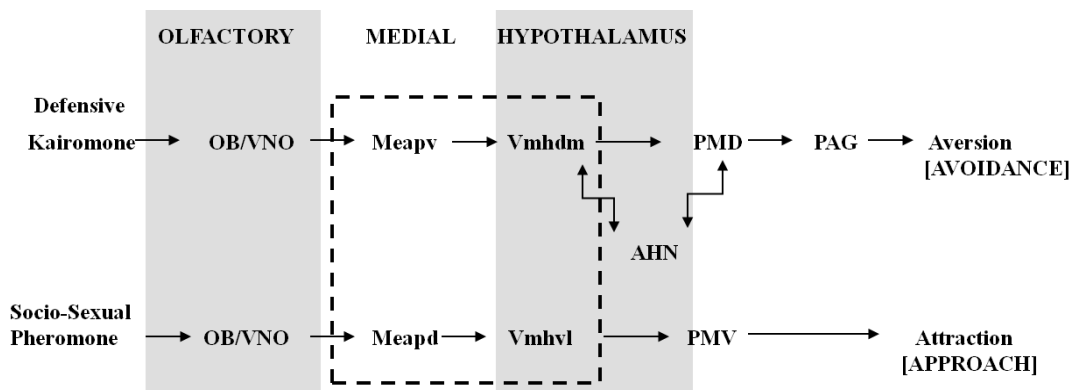 OLFACTORY MEDIAL HYPOTHALAMUS
Defensive
Kairomone OB/VNO Meapv Vmhdm PMD PAG Aversion
[AVOIDANCE]
AHN
Socio-Sexual
Pheromone OB/VNO Meapd Vmhvl PMV Attraction
[APPROACH]